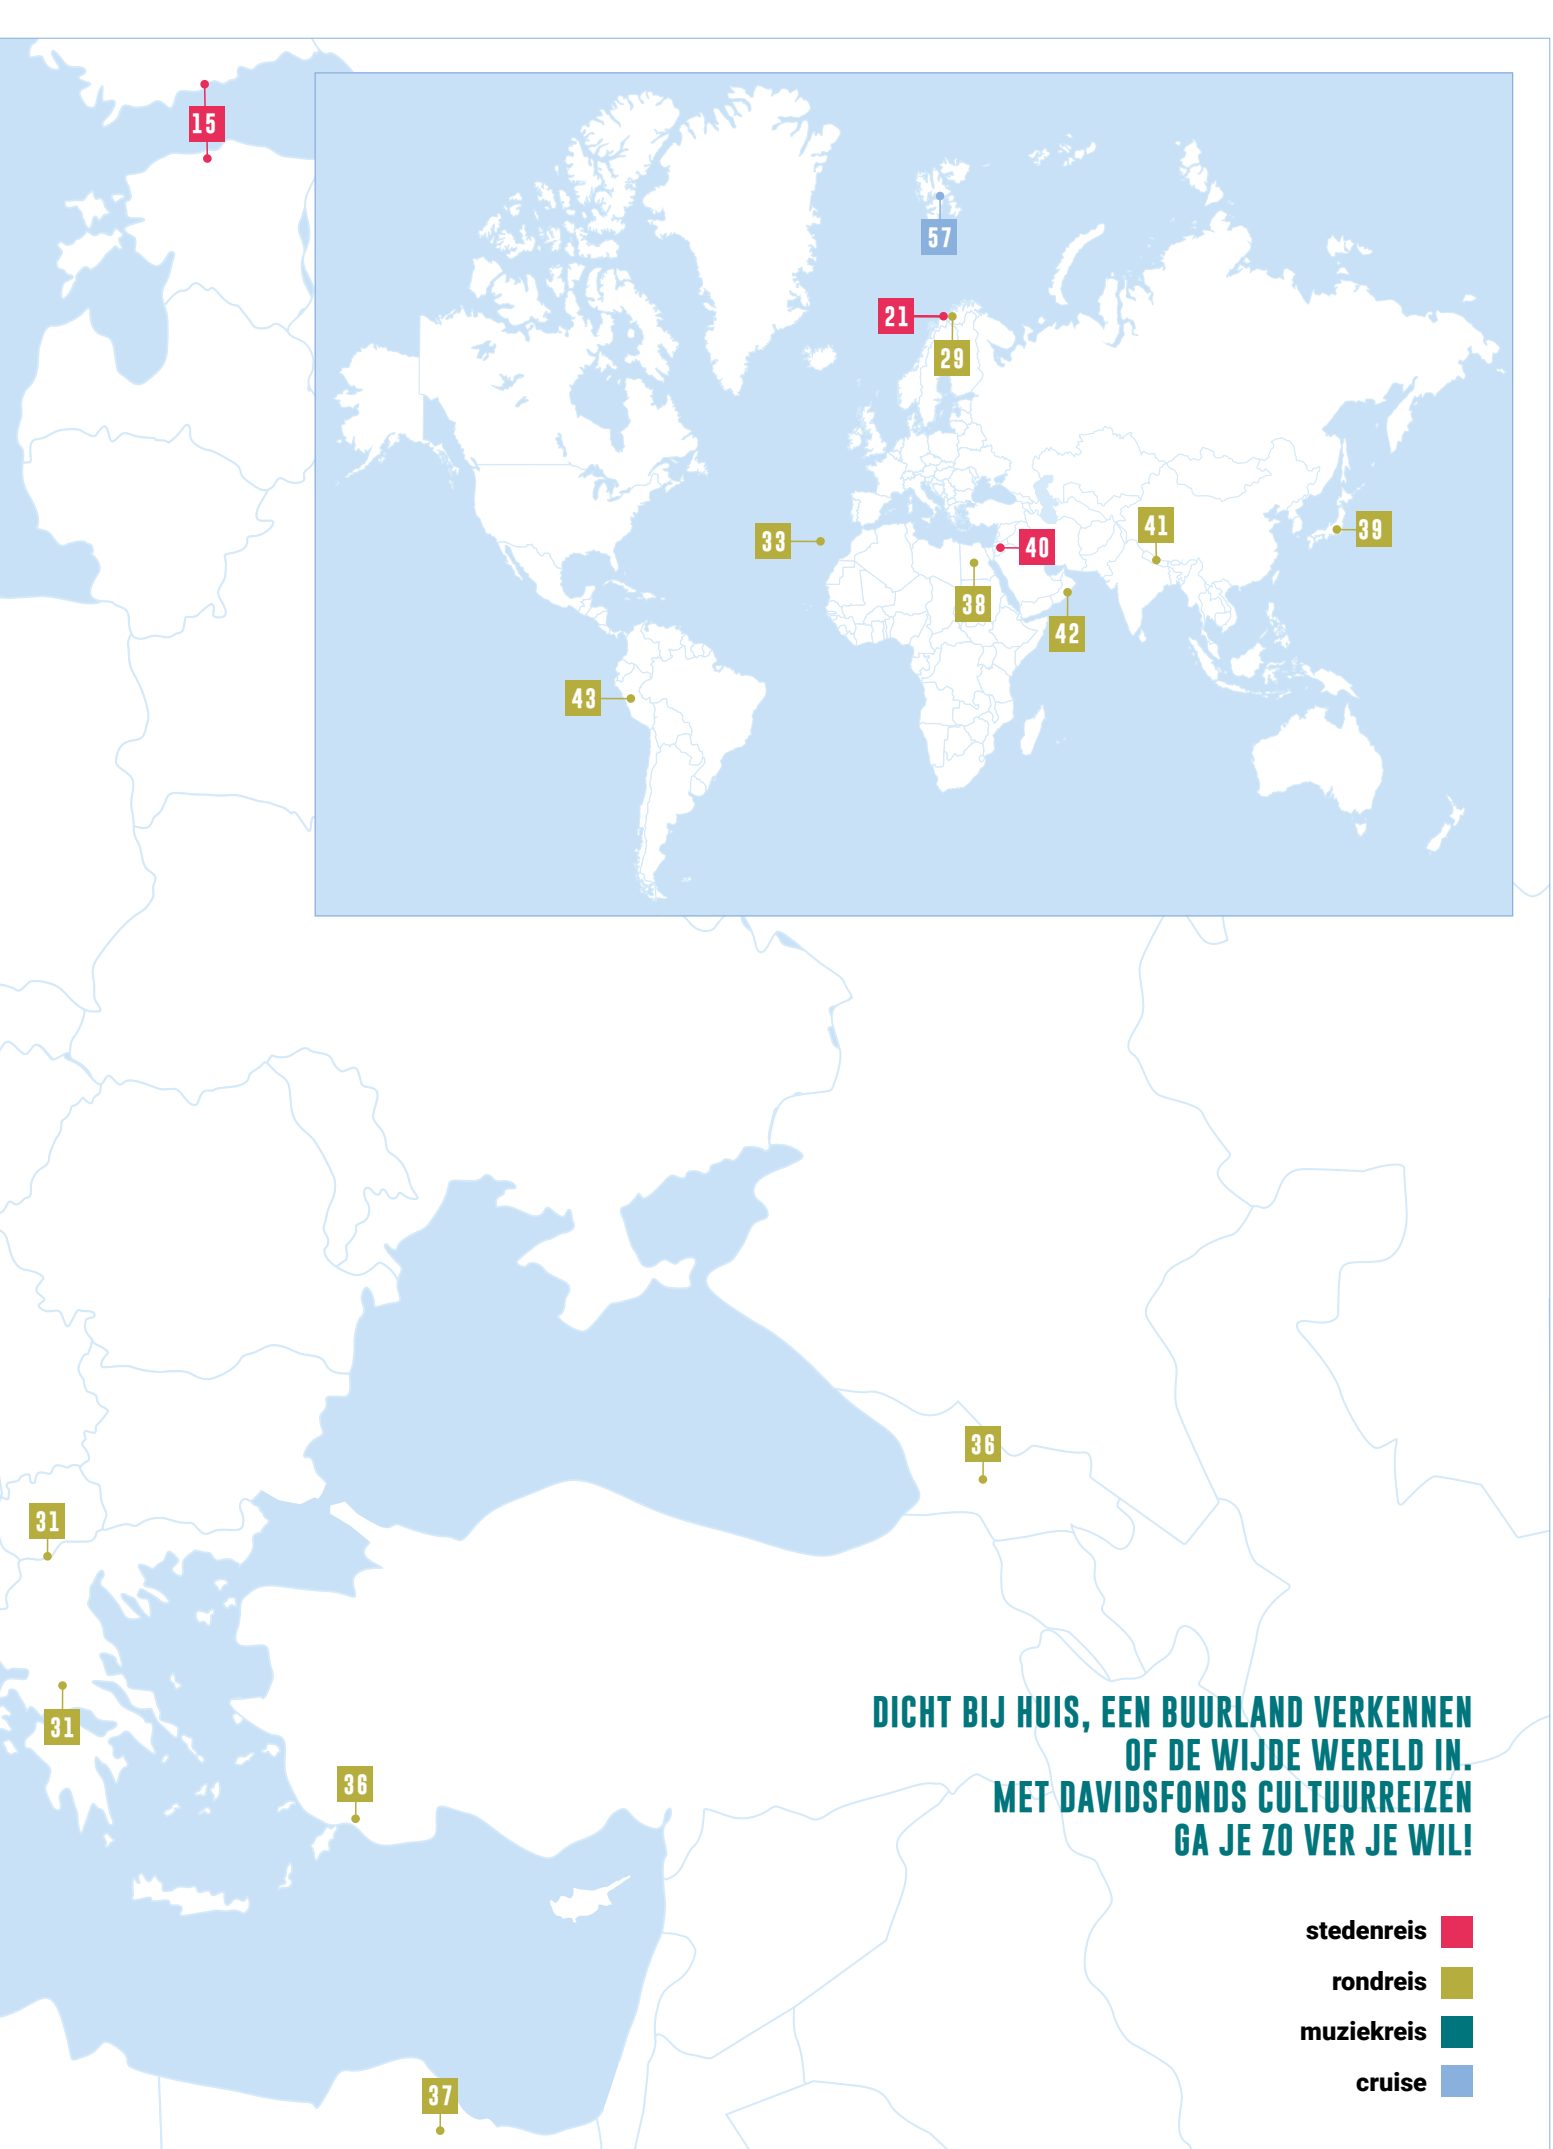 15
57
21
29
33
40
41
39
38
42
43
36
31
31
36
37
DICHT BIJ HUIS, EEN BUURLAND VERKENNEN
OF DE WIJDE WERELD IN.
MET DAVIDSFONDS CULTUURREIZEN
GA JE ZO VER JE WIL!
stedenreis
rondreis
muziekreis
cruise